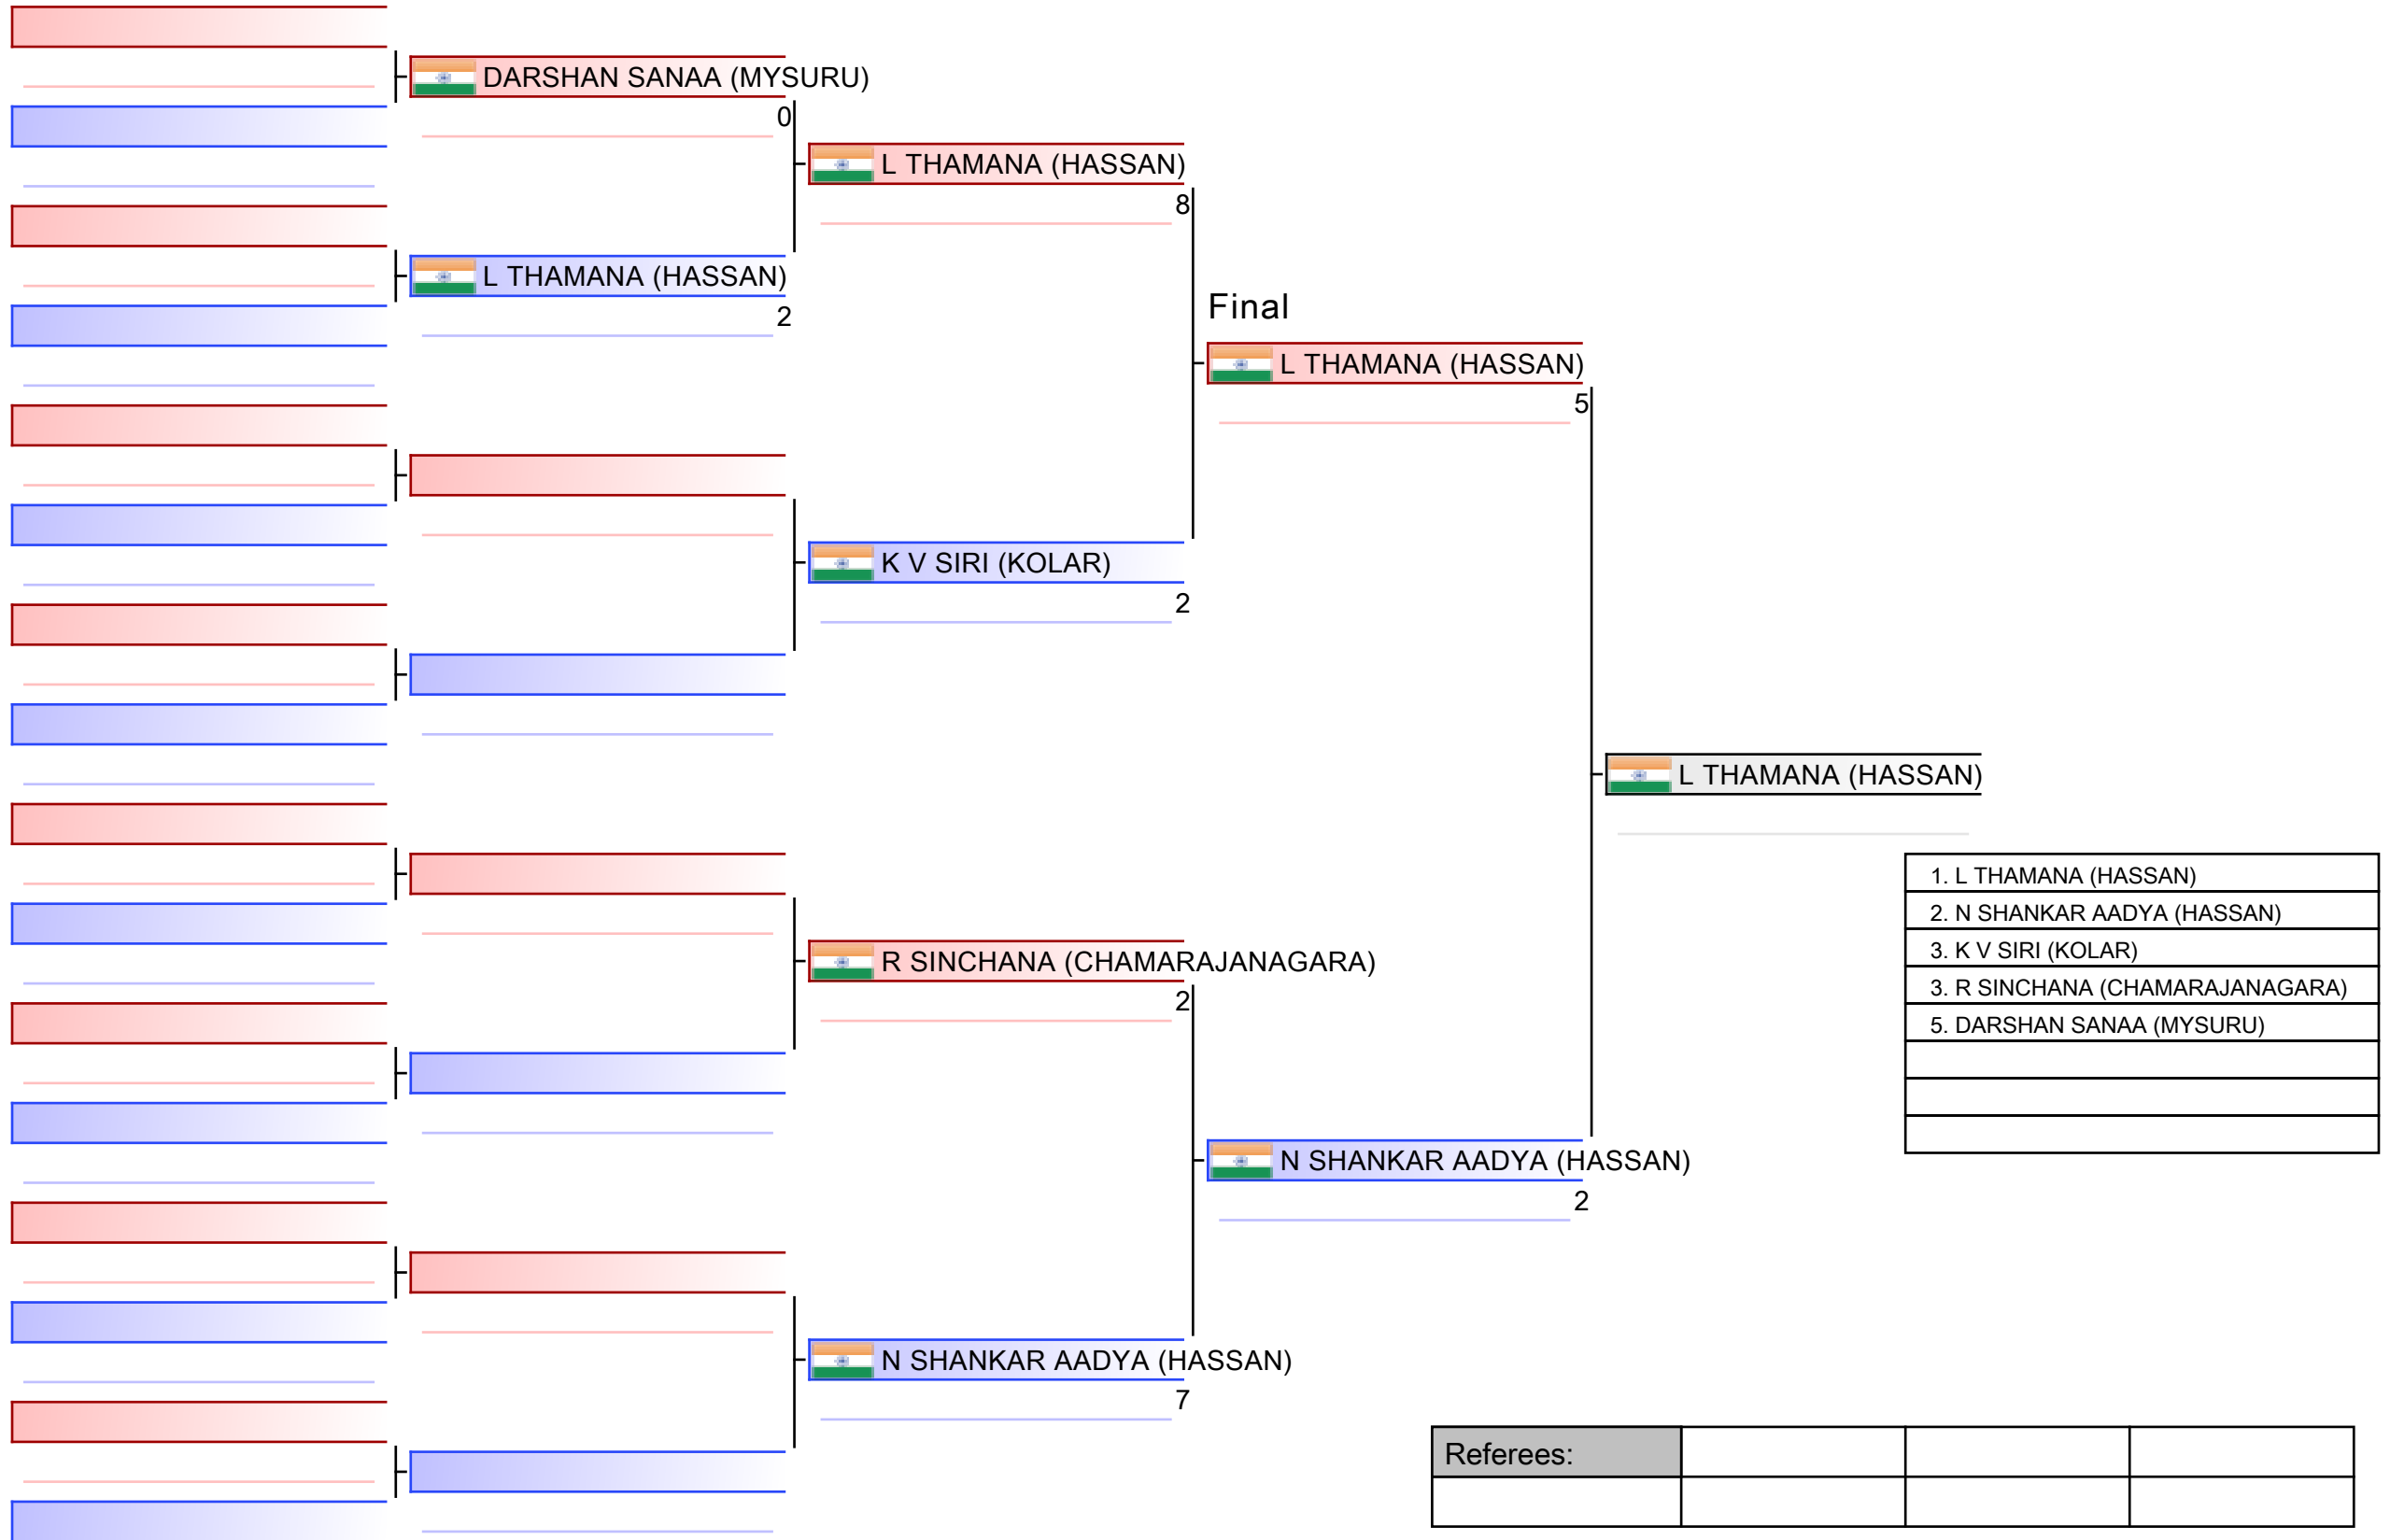 DARSHAN SANAA (MYSURU)
0
L THAMANA (HASSAN)
8
L THAMANA (HASSAN)
2
Final
L THAMANA (HASSAN)
5
K V SIRI (KOLAR)
2
L THAMANA (HASSAN)
1. L THAMANA (HASSAN)
2. N SHANKAR AADYA (HASSAN)
3. K V SIRI (KOLAR)
3. R SINCHANA (CHAMARAJANAGARA)
5. DARSHAN SANAA (MYSURU)
R SINCHANA (CHAMARAJANAGARA)
2
N SHANKAR AADYA (HASSAN)
2
N SHANKAR AADYA (HASSAN)
7
Referees: